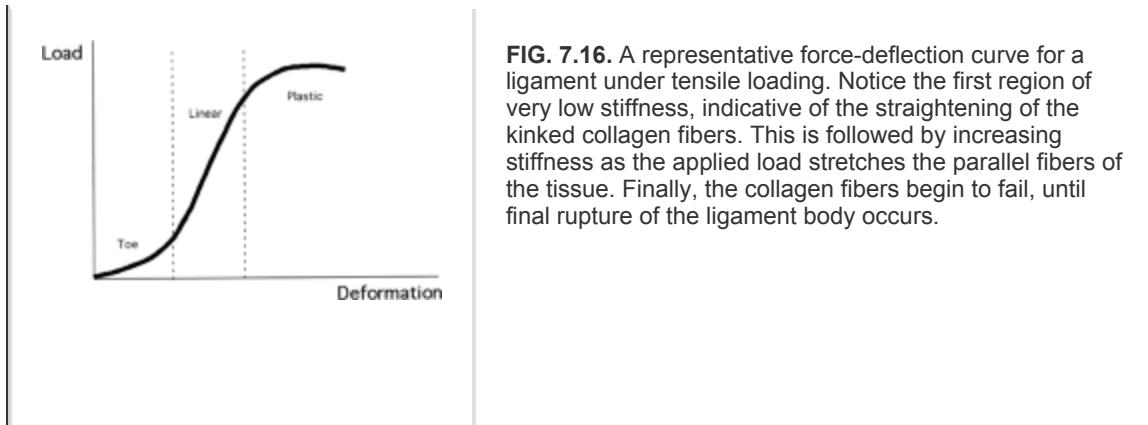 Load
Linear
Plastic
Toe
Deformation
FIG. 7.16. A representative force-deflection curve for a
ligament under tensile loading. Notice the first region of
very low stiffness, indicative of the straightening of the
kinked collagen fibers. This is followed by increasing
stiffness as the applied load stretches the parallel fibers of
the tissue. Finally, the collagen fibers begin to fail, until
final rupture of the ligament body occurs.